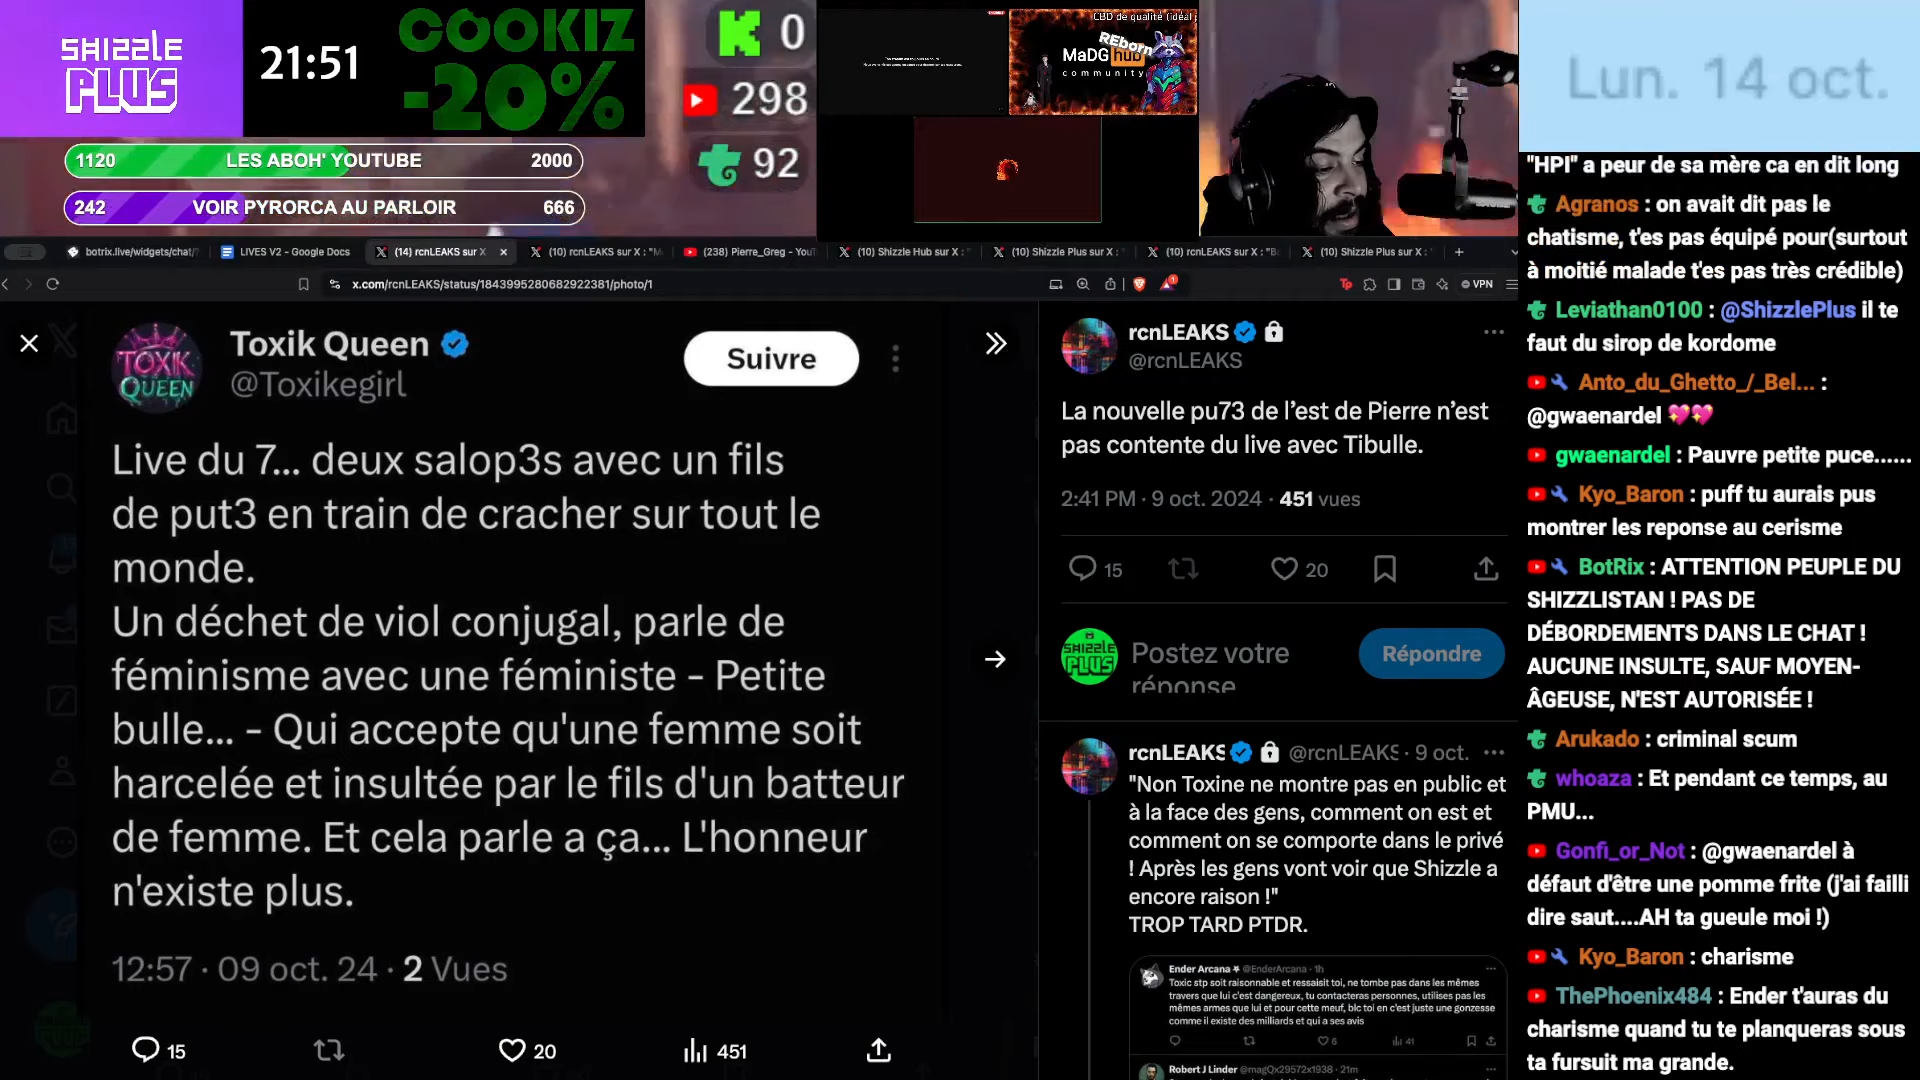 SHIZZLE
PLUS
21:51
COOKIZ
-20%
0
298
92
1120 LES ABOH' YOUTUBE 2000
242 VOIR PYRORCA AU PARLOIR 666
CBD de qualité (idéal
REborn
MaDG hub
community
Lun. 14 oct.
botrix.live/widgets/chat/
LIVES V2 - Google Docs
(14) rcnLEAKS sur X
(10) rcnLEAKS sur X : "M
(238) Pierre_Greg - YouT
(10) Shizzle Hub sur X : "
(10) Shizzle Plus sur X :
(10) rcnLEAKS sur X : "B
(10) Shizzle Plus sur X :
x.com/rcnLEAKS/status/1843995280682922381/photo/1
VPN
TOXIK
QUEEN
Toxik Queen
@Toxikegirl
Suivre
Live du 7... deux salop3s avec un fils
de put3 en train de cracher sur tout le
monde.
Un déchet de viol conjugal, parle de
féminisme avec une féministe - Petite
bulle... - Qui accepte qu'une femme soit
harcelée et insultée par le fils d'un batteur
de femme. Et cela parle a ça... L'honneur
n'existe plus.
12:57 · 09 oct. 24 · 2 Vues
15
20
451
rcnLEAKS
@rcnLEAKS
La nouvelle pu73 de l’est de Pierre n’est
pas contente du live avec Tibulle.
2:41 PM · 9 oct. 2024 · 451 vues
15
20
SHIZZLE
PLUS
Postez votre
réponse
Répondre
rcnLEAKS @rcnLEAKS · 9 oct.
"Non Toxine ne montre pas en public et
à la face des gens, comment on est et
comment on se comporte dans le privé
! Après les gens vont voir que Shizzle a
encore raison !"
TROP TARD PTDR.
Ender Arcana @EnderArcana · 1h
Toxic stp soit raisonnable et ressaisit toi, ne tombe pas dans les mêmes
travers que lui c'est dangereux, tu contacteras personnes, utilises pas les
mêmes armes que lui et pour cette meuf, blc toi en c'est juste une gonzesse
comme il existe des milliards et qui a ses avis
6
41
Robert J Linder @magQx29572x1938 · 21m
"HPI" a peur de sa mère ca en dit long
Agranos : on avait dit pas le
chatisme, t'es pas équipé pour(surtout
à moitié malade t'es pas très crédible)
Leviathan0100 : @ShizzlePlus il te
faut du sirop de kordome
Anto_du_Ghetto_/_Bel... :
@gwaenardel 💖💖
gwaenardel : Pauvre petite puce......
Kyo_Baron : puff tu aurais pus
montrer les reponse au cerisme
BotRix : ATTENTION PEUPLE DU
SHIZZLISTAN ! PAS DE
DÉBORDEMENTS DANS LE CHAT !
AUCUNE INSULTE, SAUF MOYEN-
ÂGEUSE, N'EST AUTORISÉE !
Arukado : criminal scum
whoaza : Et pendant ce temps, au
PMU...
Gonfi_or_Not : @gwaenardel à
défaut d'être une pomme frite (j'ai failli
dire saut....AH ta gueule moi !)
Kyo_Baron : charisme
ThePhoenix484 : Ender t'auras du
charisme quand tu te planqueras sous
ta fursuit ma grande.